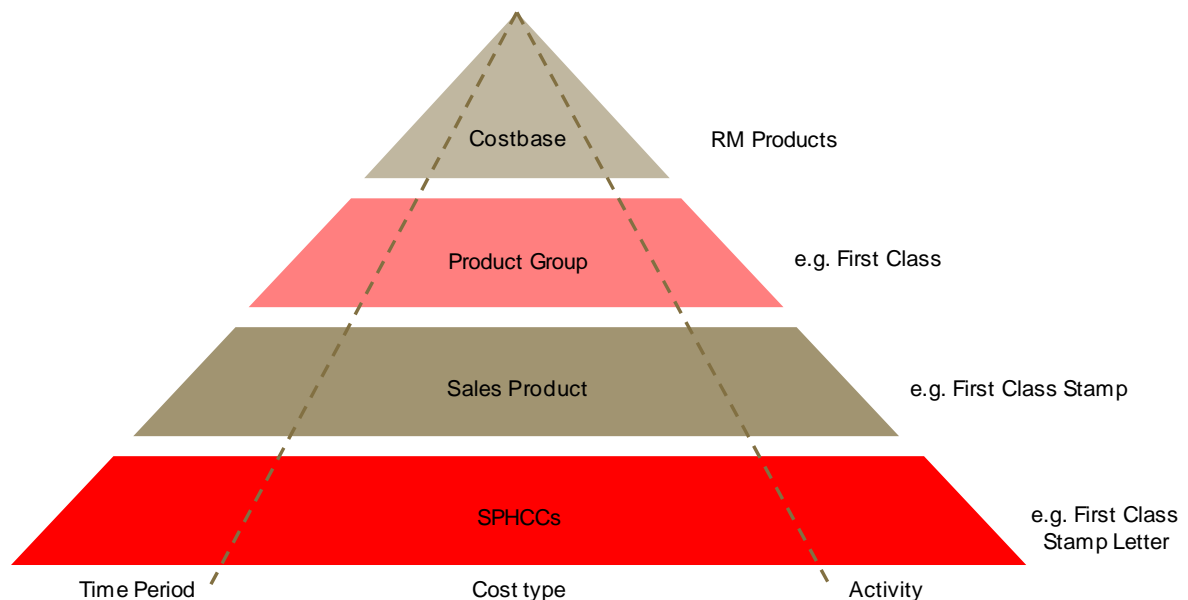 Costbase
RM Products
Product Group
e.g. First Class
Sales Product
e.g. First Class Stamp
SPHCCs
e.g. First Class
Stamp Letter
Time Period
Cost type
Activity